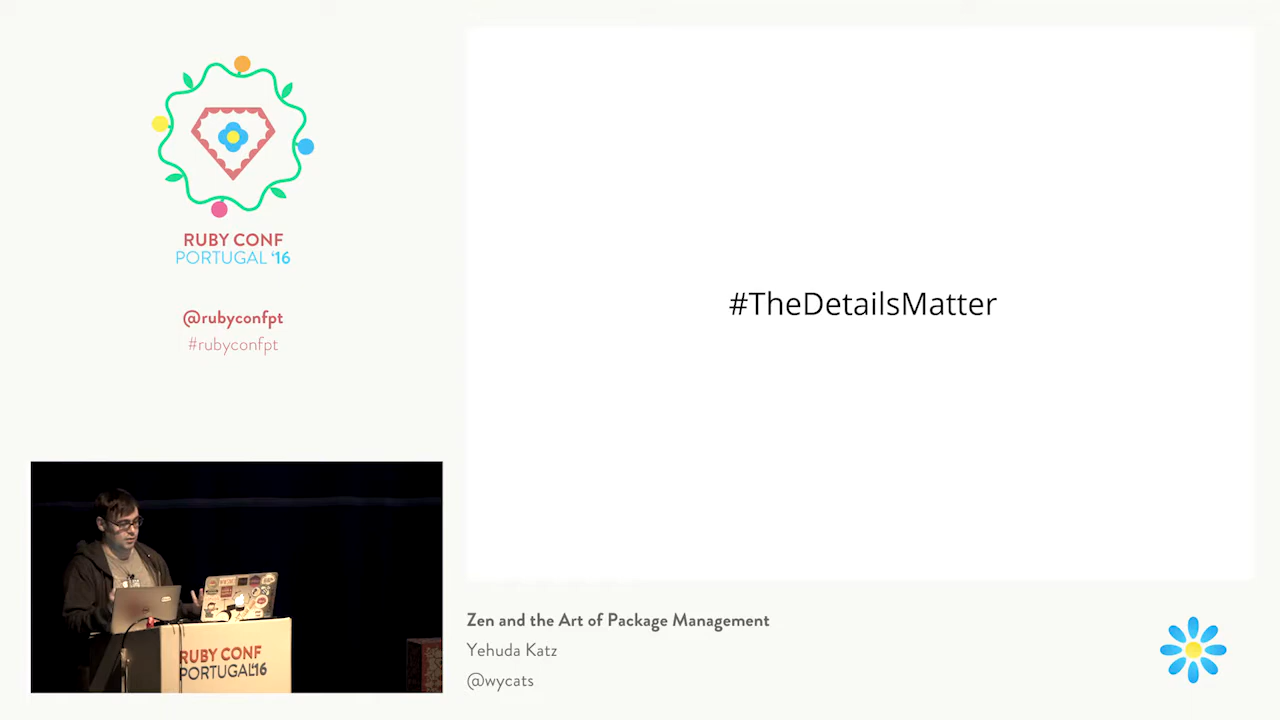 RUBY CONF
PORTUGAL '16
@rubyconfpt
#rubyconfpt
#TheDetailsMatter
RUBY CONF
PORTUGAL'16
Zen and the Art of Package Management
Yehuda Katz
@wycats